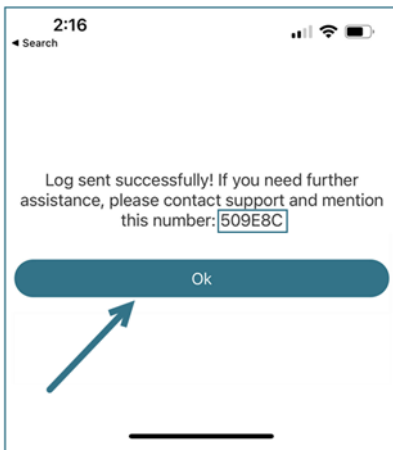 2:16
◄ Search
Log sent successfully! If you need further
assistance, please contact support and mention
this number: 509E8C
Ok